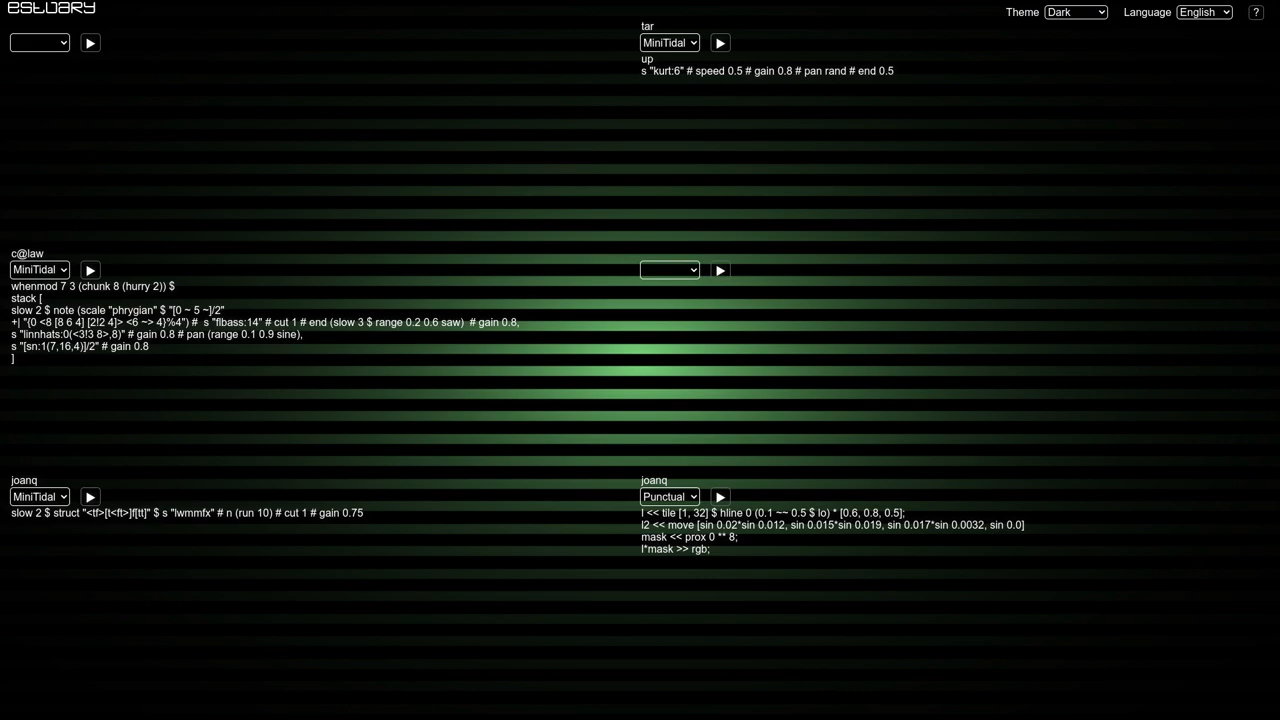 estuary
Theme Dark Language English ?
tar
MiniTidal
up
s "kurt:6" # speed 0.5 # gain 0.8 # pan rand # end 0.5
c@law
MiniTidal
whenmod 7 3 (chunk 8 (hurry 2)) $
stack [
slow 2 $ note (scale "phrygian" $ "[0 ~ 5 ~]/2"
+| "{0 <8 [8 6 4] [2!2 4]> <6 ~> 4}%4") #  s "flbass:14" # cut 1 # end (slow 3 $ range 0.2 0.6 saw)  # gain 0.8,
s "linnhats:0(<3!3 8>,8)" # gain 0.8 # pan (range 0.1 0.9 sine),
s "[sn:1(7,16,4)]/2" # gain 0.8
]
joanq
MiniTidal
slow 2 $ struct "<tf>[t<ft>]f[tt]" $ s "lwmmfx" # n (run 10) # cut 1 # gain 0.75
joanq
Punctual
l << tile [1, 32] $ hline 0 (0.1 ~~ 0.5 $ lo) * [0.6, 0.8, 0.5];
l2 << move [sin 0.02*sin 0.012, sin 0.015*sin 0.019, sin 0.017*sin 0.0032, sin 0.0]
mask << prox 0 ** 8;
l*mask >> rgb;